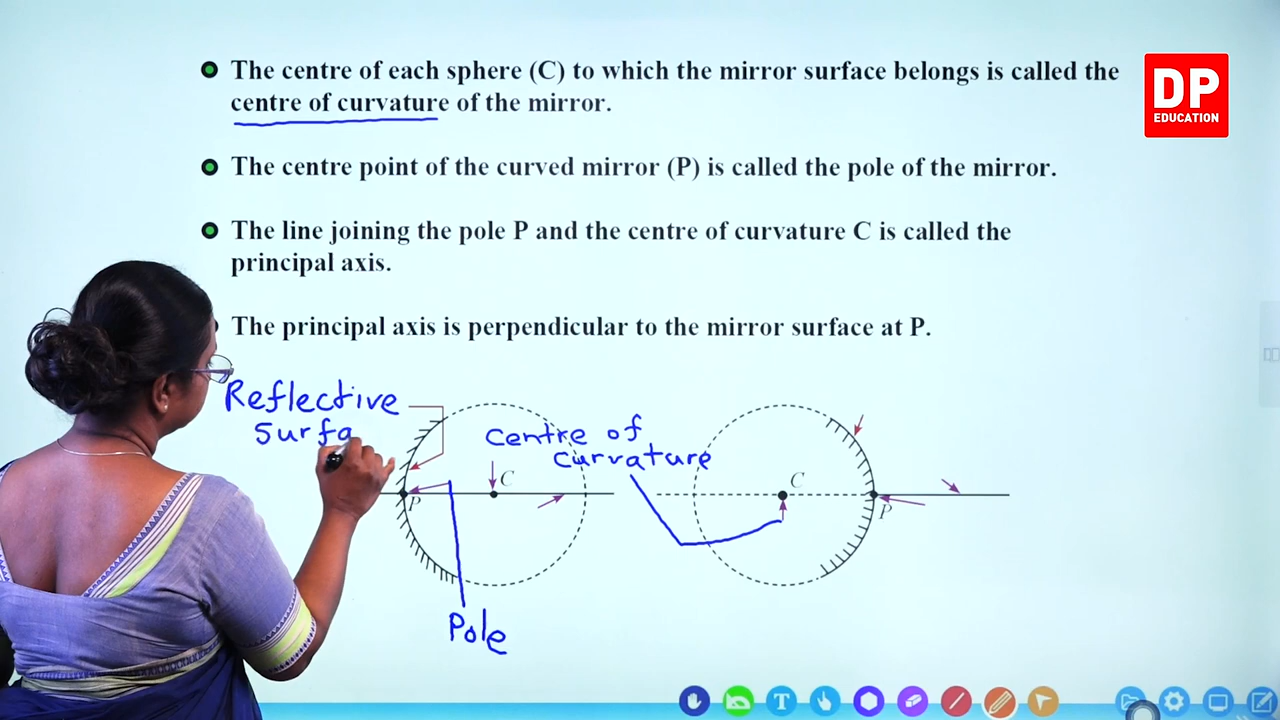 The centre of each sphere (C) to which the mirror surface belongs is called the
centre of curvature of the mirror.
DP
EDUCATION
The centre point of the curved mirror (P) is called the pole of the mirror.
The line joining the pole P and the centre of curvature C is called the
principal axis.
The principal axis is perpendicular to the mirror surface at P.
Reflective
Surfa
Centre of
curvature
C
P
C
P
Pole
T